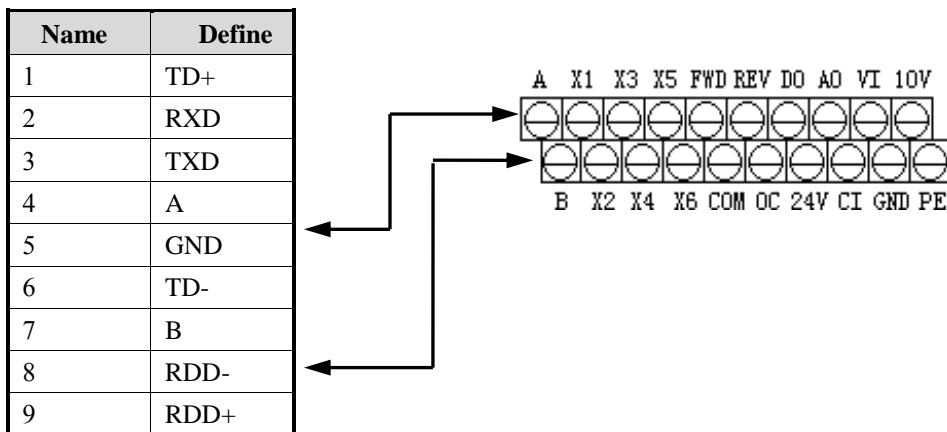 Name Define
1 TD+
2 RXD
3 TXD
4 A
5 GND
6 TD-
7 B
8 RDD-
9 RDD+
A X1 X3 X5 FWD REV DO AO VI 10V
B X2 X4 X6 COM OC 24V CI GND PE